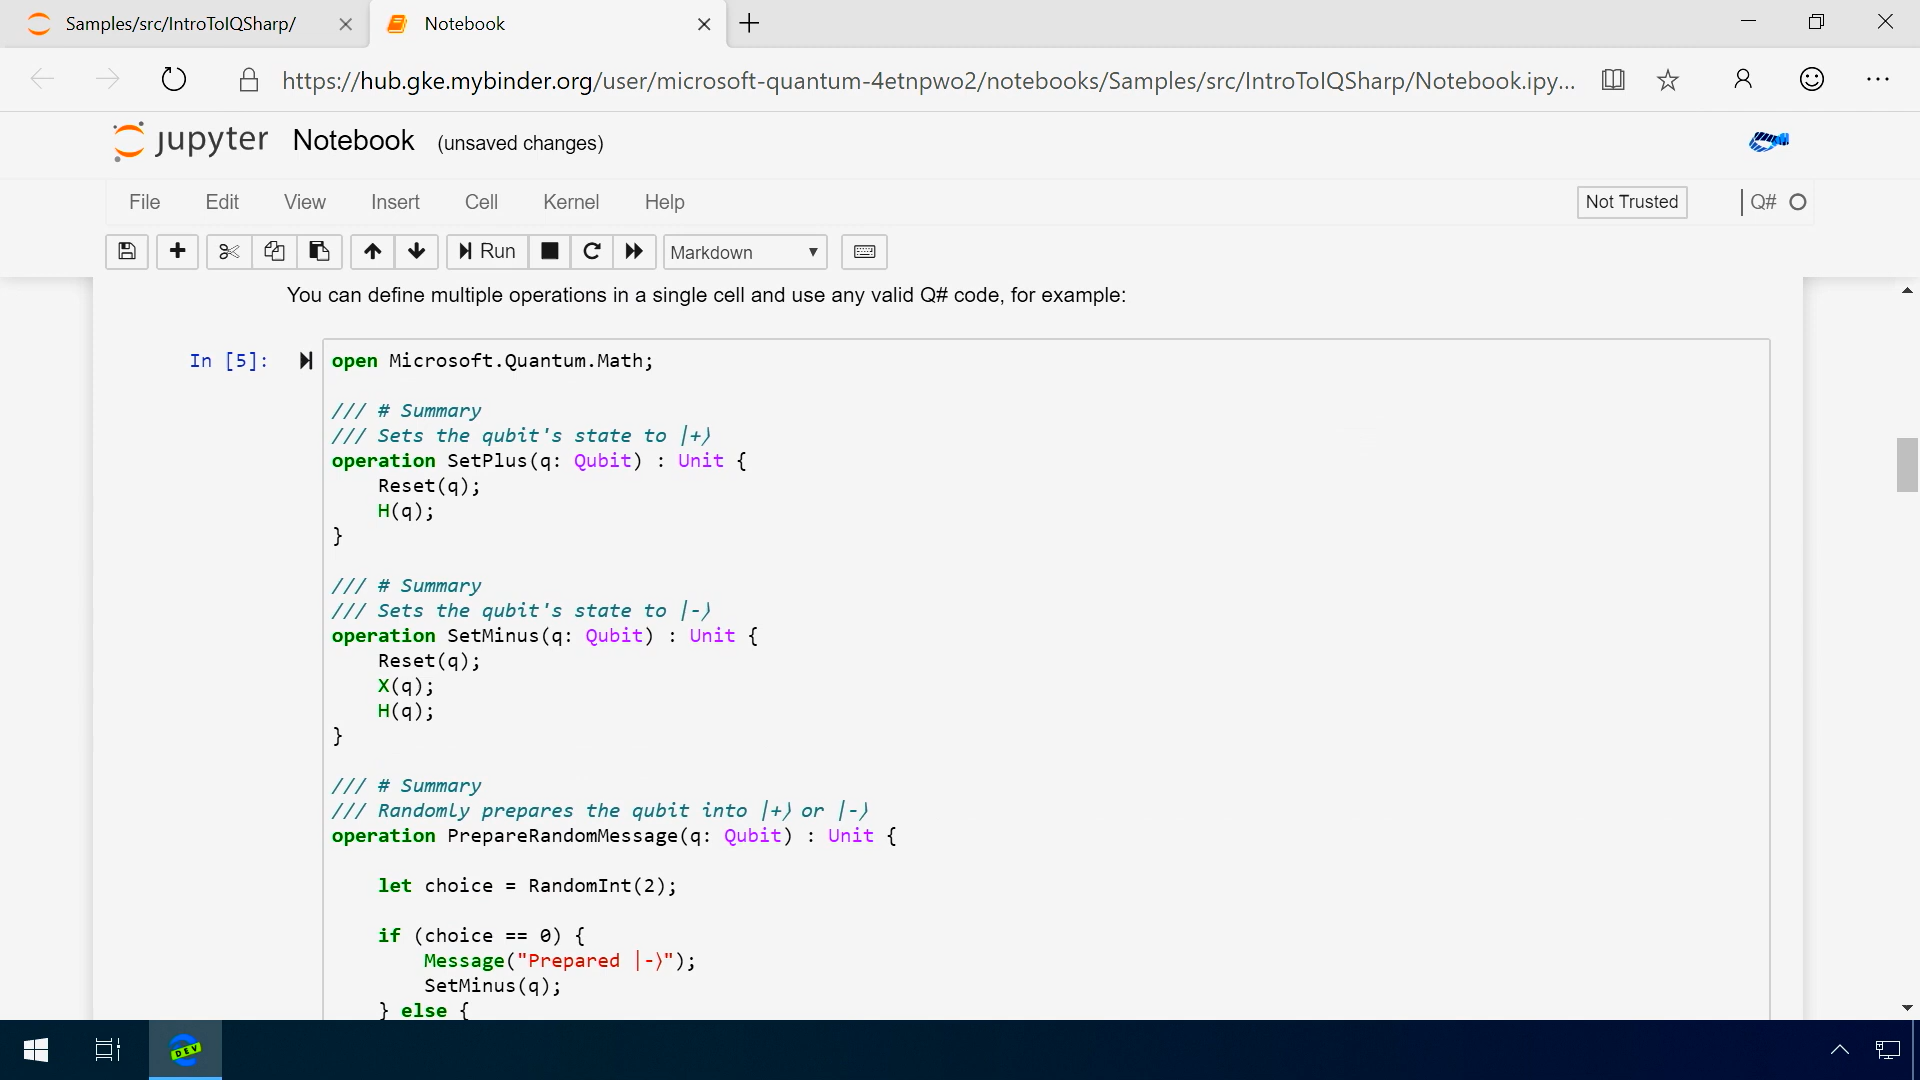 Samples/src/IntroToIQSharp/
Notebook
https://hub.gke.mybinder.org/user/microsoft-quantum-4etnpwo2/notebooks/Samples/src/IntroToIQSharp/Notebook.ipy...
jupyter Notebook (unsaved changes)
File Edit View Insert Cell Kernel Help Not Trusted Q#
Run Markdown
You can define multiple operations in a single cell and use any valid Q# code, for example:
In [5]: open Microsoft.Quantum.Math;
/// # Summary
/// Sets the qubit's state to |+⟩
operation SetPlus(q: Qubit) : Unit {
    Reset(q);
    H(q);
}
/// # Summary
/// Sets the qubit's state to |-⟩
operation SetMinus(q: Qubit) : Unit {
    Reset(q);
    X(q);
    H(q);
}
/// # Summary
/// Randomly prepares the qubit into |+⟩ or |-⟩
operation PrepareRandomMessage(q: Qubit) : Unit {
    let choice = RandomInt(2);
    if (choice == 0) {
        Message("Prepared |-⟩");
        SetMinus(q);
    } else {
DEV